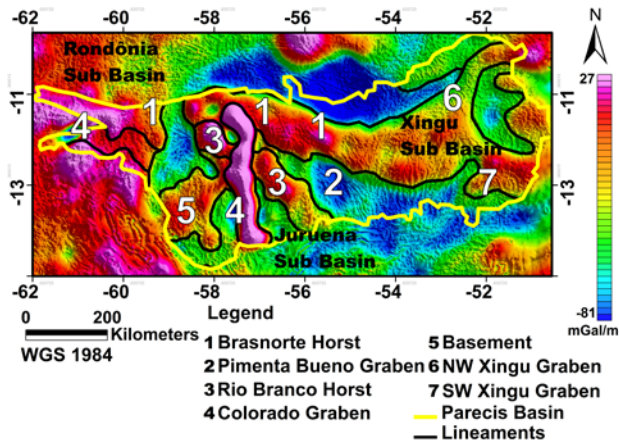 -62 -60 -58 -56 -54 -52
N
Rondônia
Sub Basin
27
-11
-11
1
1
1
6
4
3
Xingu
Sub Basin
-13
-13
3
2
7
5
4
Juruena
Sub Basin
-81
mGal/m
-62 -60 -58 -56 -54 -52
0 200
Kilometers
WGS 1984
Legend
1 Brasnorte Horst
2 Pimenta Bueno Graben
3 Rio Branco Horst
4 Colorado Graben
5 Basement
6 NW Xingu Graben
7 SW Xingu Graben
Parecis Basin
Lineaments